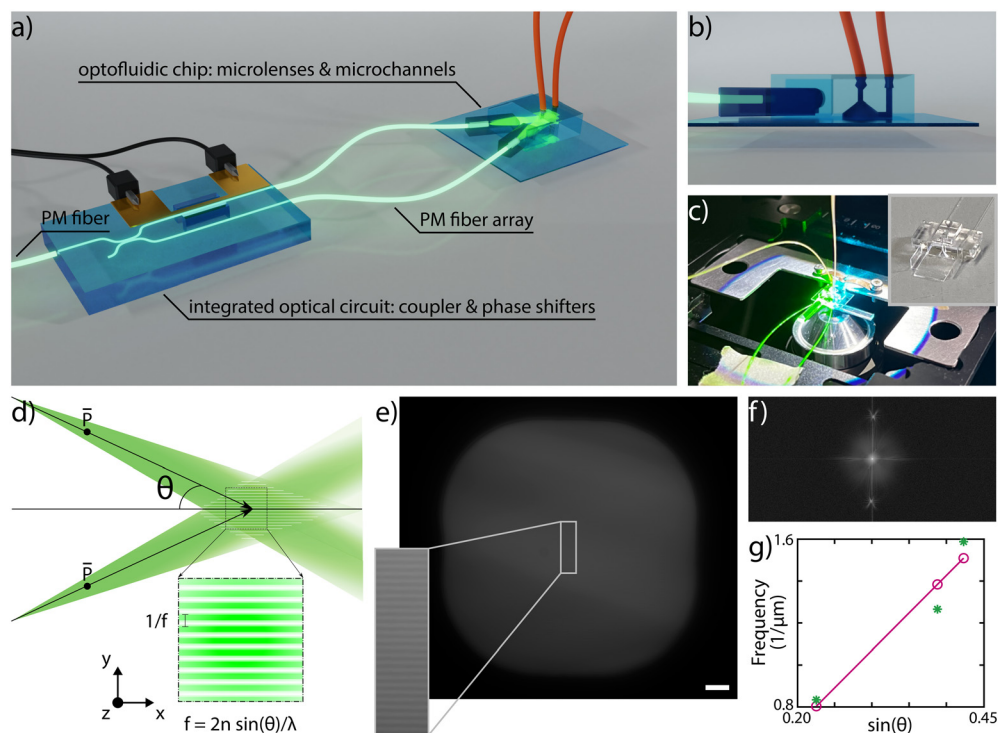 a)
optofluidic chip: microlenses & microchannels
PM fiber
PM fiber array
integrated optical circuit: coupler & phase shifters
b)
c)
d)
P̅
θ
P̅
1/f
y
z
x
f = 2n sin(θ)/λ
e)
f)
g)
1.6
Frequency
(1/μm)
0.8
0.20
0.45
sin(θ)